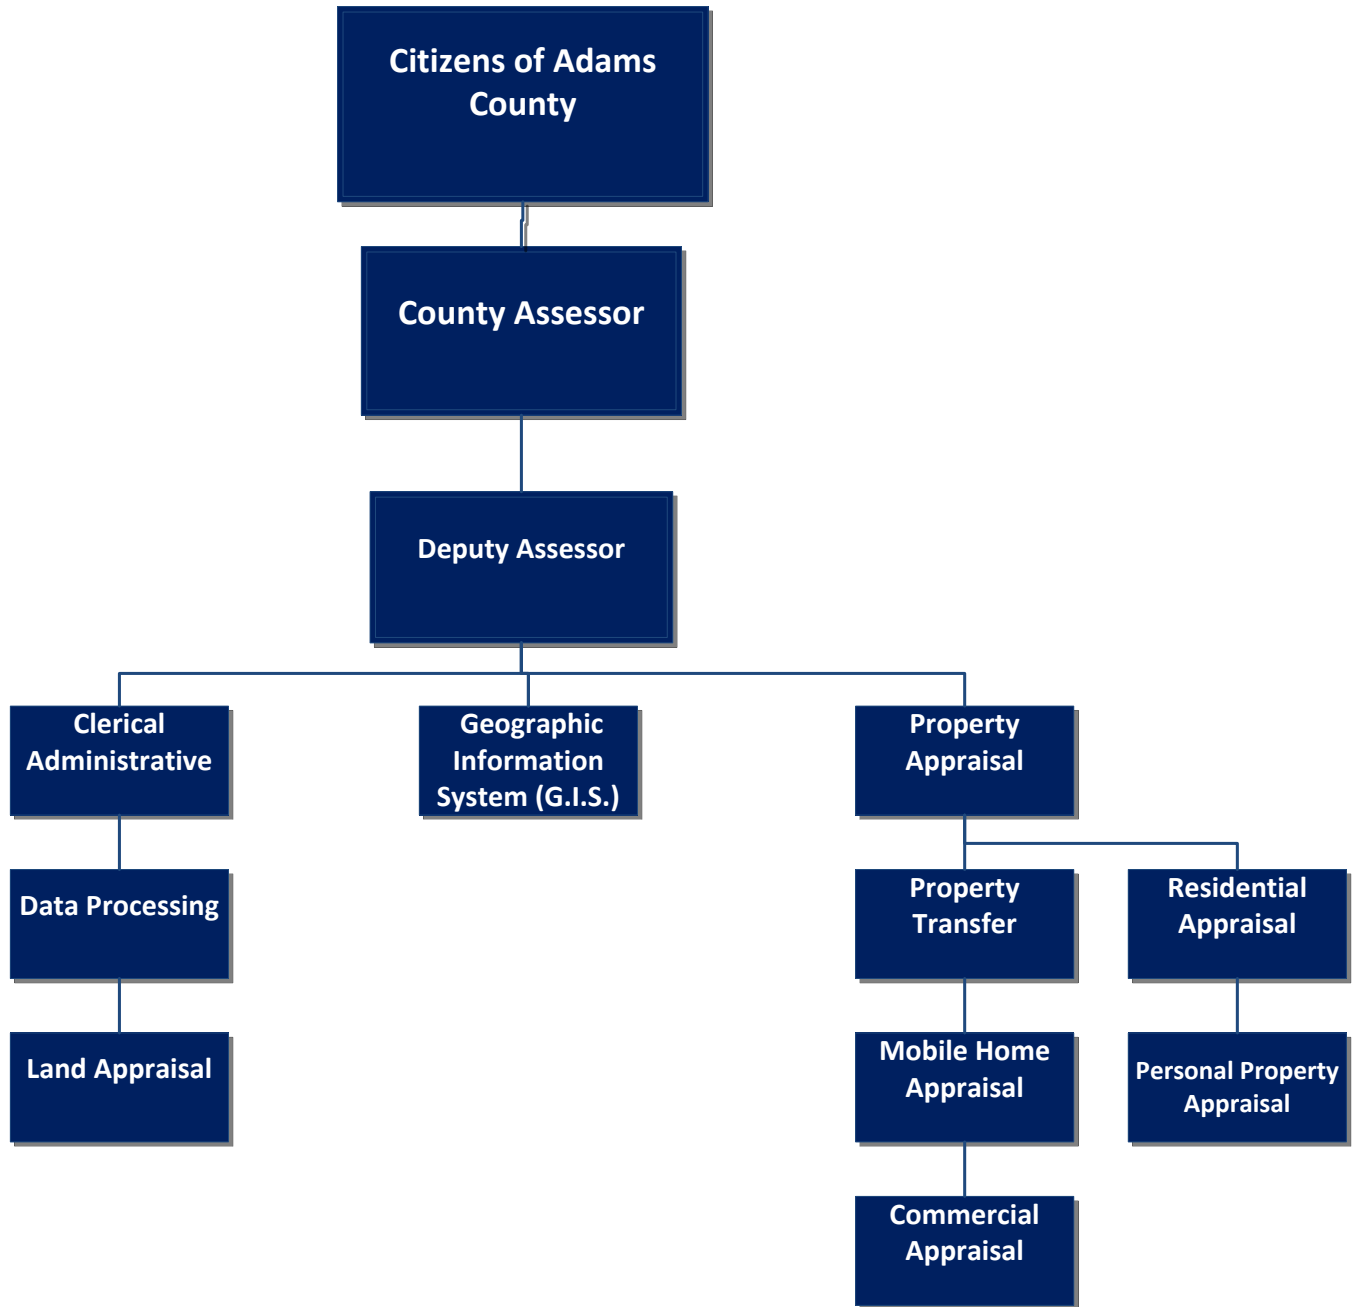 Citizens of Adams
County
County Assessor
Deputy Assessor
Clerical
Administrative
Geographic
Information
System (G.I.S.)
Property
Appraisal
Data Processing
Property
Transfer
Residential
Appraisal
Land Appraisal
Mobile Home
Appraisal
Personal Property
Appraisal
Commercial
Appraisal